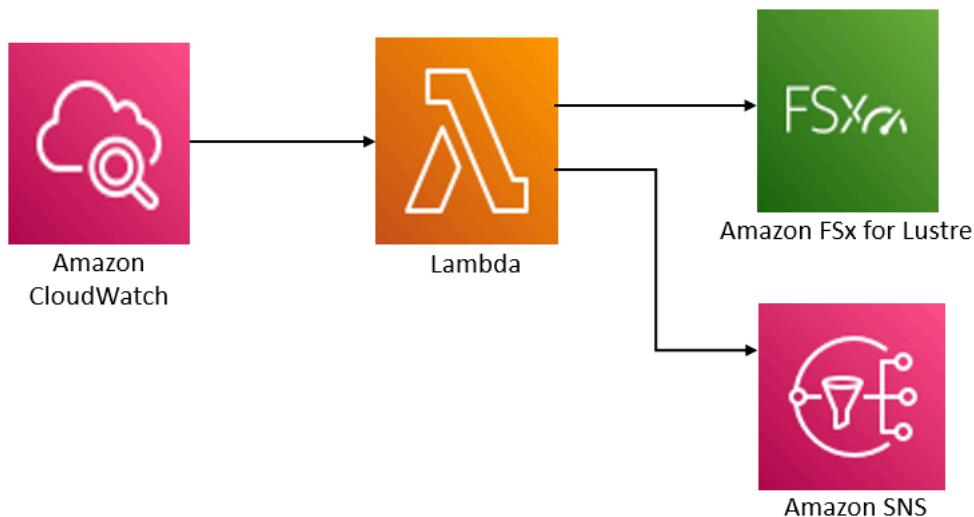 Amazon
CloudWatch
Lambda
FSx
Amazon FSx for Lustre
Amazon SNS